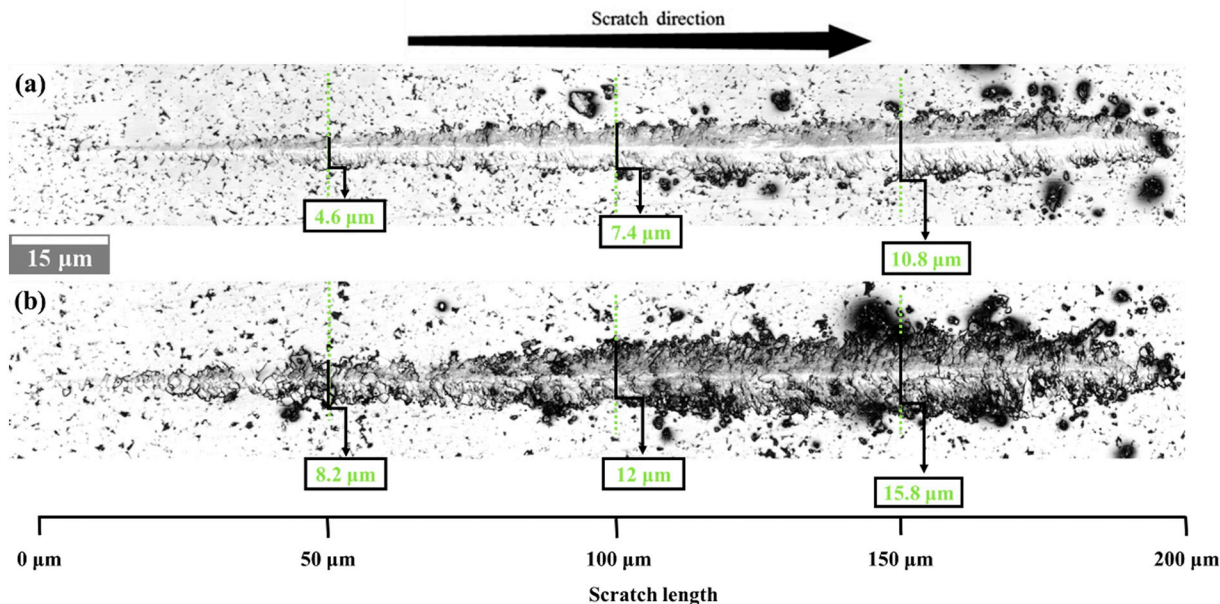 Scratch direction
(a)
4.6 μm
7.4 μm
10.8 μm
15 μm
(b)
8.2 μm
12 μm
15.8 μm
0 μm 50 μm 100 μm 150 μm 200 μm
Scratch length